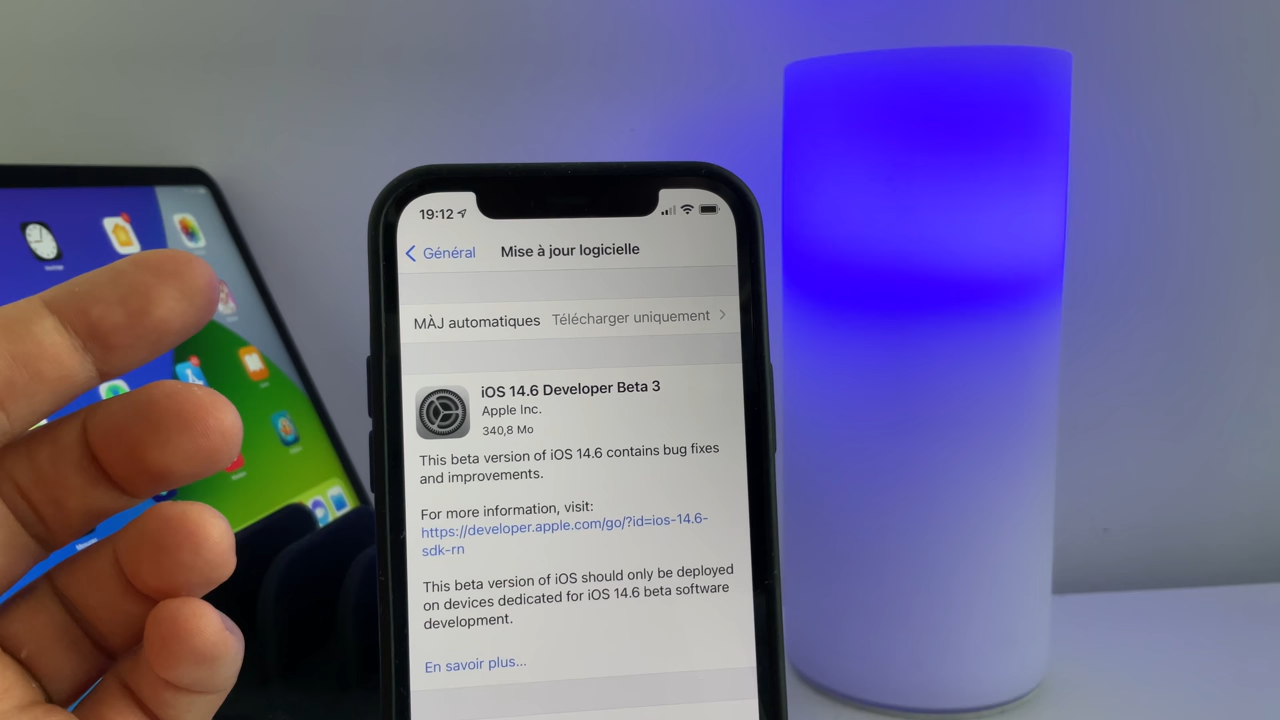 19:12
Général
Mise à jour logicielle
MÀJ automatiques Télécharger uniquement
iOS 14.6 Developer Beta 3
Apple Inc.
340,8 Mo
This beta version of iOS 14.6 contains bug fixes
and improvements.
For more information, visit:
https://developer.apple.com/go/?id=ios-14.6-
sdk-rn
This beta version of iOS should only be deployed
on devices dedicated for iOS 14.6 beta software
development.
En savoir plus...